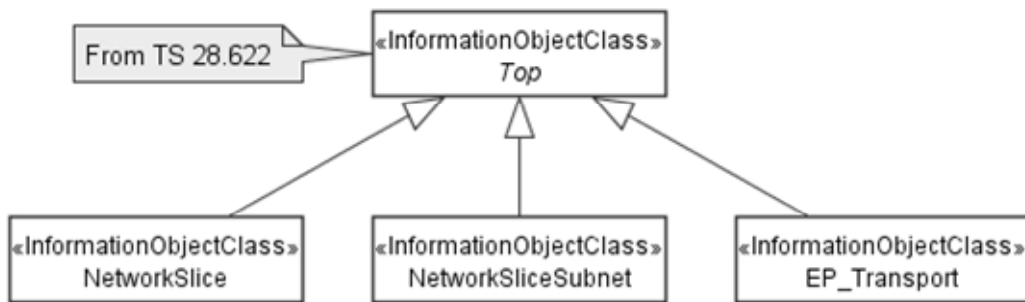 From TS 28.622
«InformationObjectClass»
Top
«InformationObjectClass»
NetworkSlice
«InformationObjectClass»
NetworkSliceSubnet
«InformationObjectClass»
EP_Transport